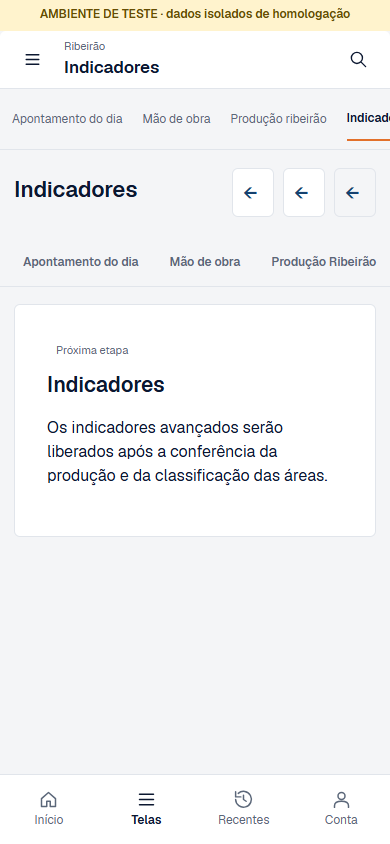 AMBIENTE DE TESTE · dados isolados de homologação
Ribeirão
Indicadores
Apontamento do dia
Mão de obra
Produção ribeirão
Indicad
Indicadores
Apontamento do dia
Mão de obra
Produção Ribeirão
Próxima etapa
Indicadores
Os indicadores avançados serão
liberados após a conferência da
produção e da classificação das áreas.
Início
Telas
Recentes
Conta